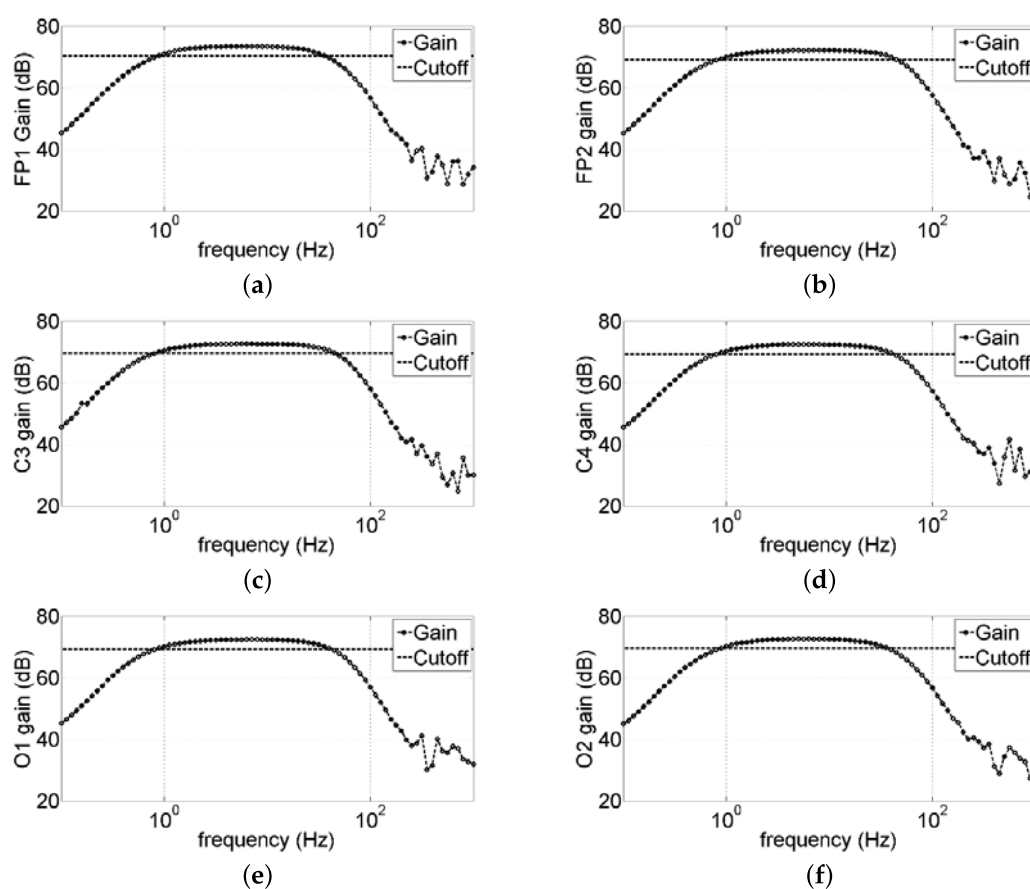 80
60
40
20
FP1 Gain (dB)
Gain
Cutoff
10^0
10^2
frequency (Hz)
(a)
80
60
40
20
FP2 gain (dB)
Gain
Cutoff
10^0
10^2
frequency (Hz)
(b)
80
60
40
20
C3 gain (dB)
Gain
Cutoff
10^0
10^2
frequency (Hz)
(c)
80
60
40
20
C4 gain (dB)
Gain
Cutoff
10^0
10^2
frequency (Hz)
(d)
80
60
40
20
O1 gain (dB)
Gain
Cutoff
10^0
10^2
frequency (Hz)
(e)
80
60
40
20
O2 gain (dB)
Gain
Cutoff
10^0
10^2
frequency (Hz)
(f)